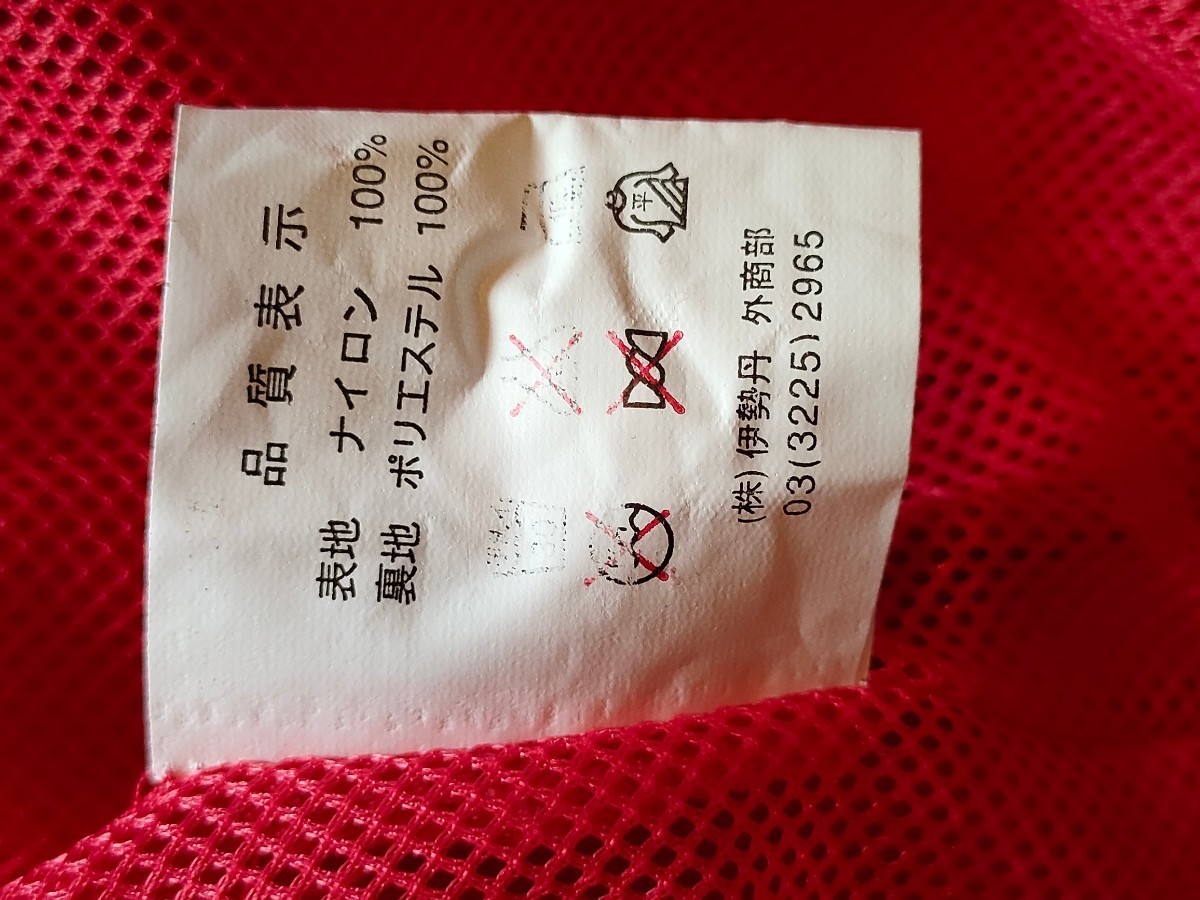 品質表示
表地 ナイロン 100%
裏地 ポリエステル 100%
平
(株)伊勢丹 外商部
03(3225)2965